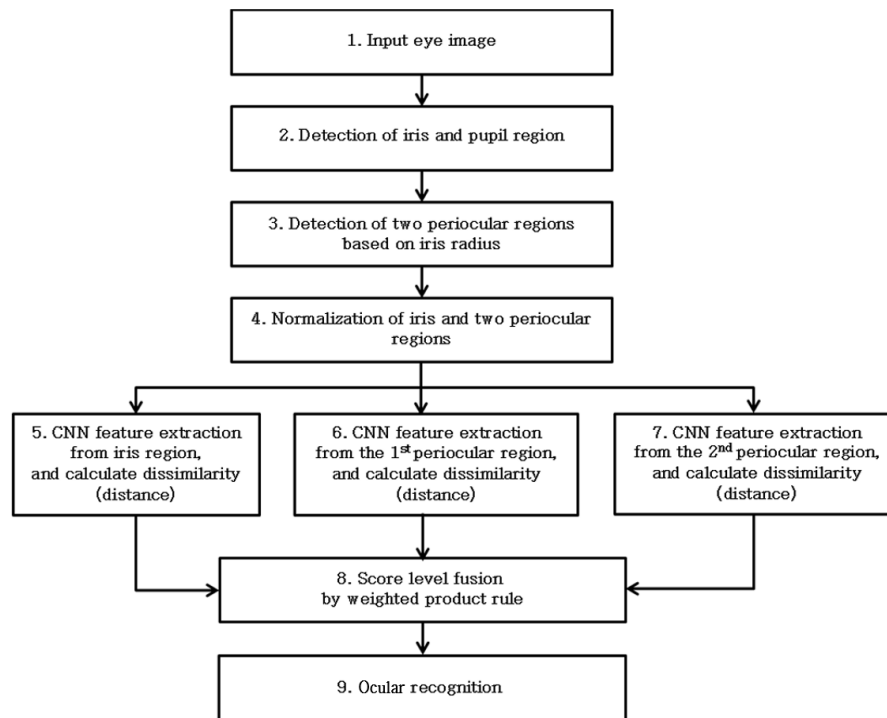 1. Input eye image
2. Detection of iris and pupil region
3. Detection of two periocular regions
based on iris radius
4. Normalization of iris and two periocular
regions
5. CNN feature extraction
from iris region,
and calculate dissimilarity
(distance)
6. CNN feature extraction
from the 1st periocular region,
and calculate dissimilarity
(distance)
7. CNN feature extraction
from the 2nd periocular region,
and calculate dissimilarity
(distance)
8. Score level fusion
by weighted product rule
9. Ocular recognition